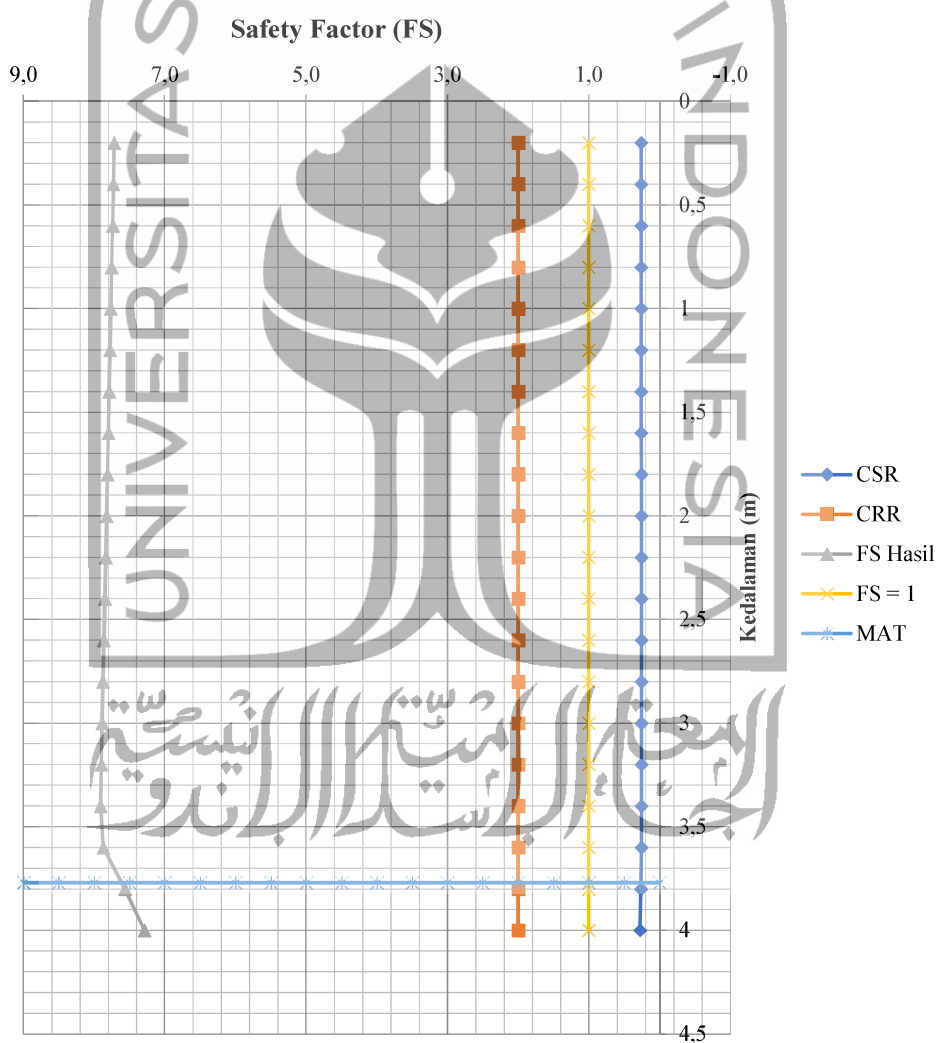 Safety Factor (FS)
9,0 7,0 5,0 3,0 1,0 -1,0
0
0,5
1
1,5
2
2,5
3
3,5
4
4,5
Kedalaman (m)
CSR
CRR
FS Hasil
FS = 1
MAT
UNIVERSITAS
INDONESIA